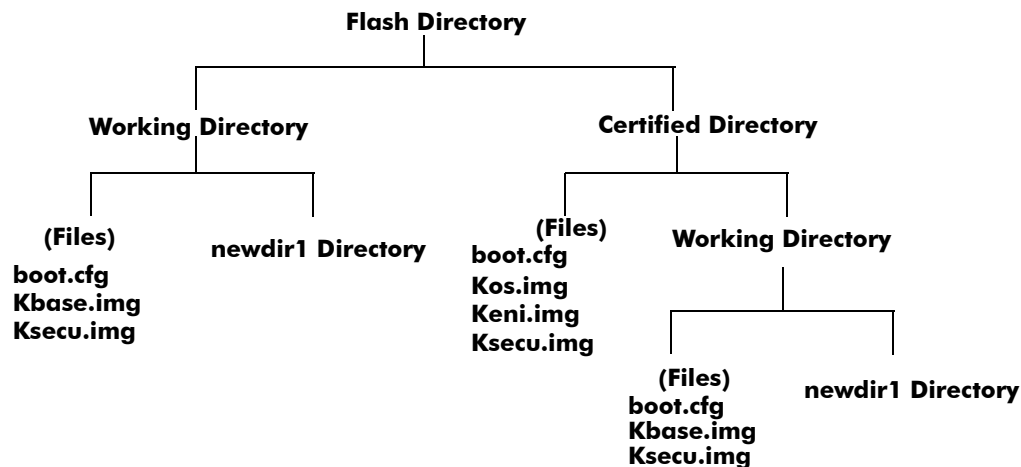 Flash Directory
Working Directory
Certified Directory
(Files)
boot.cfg
Kbase.img
Ksecu.img
newdir1 Directory
(Files)
boot.cfg
Kos.img
Keni.img
Ksecu.img
Working Directory
(Files)
boot.cfg
Kbase.img
Ksecu.img
newdir1 Directory